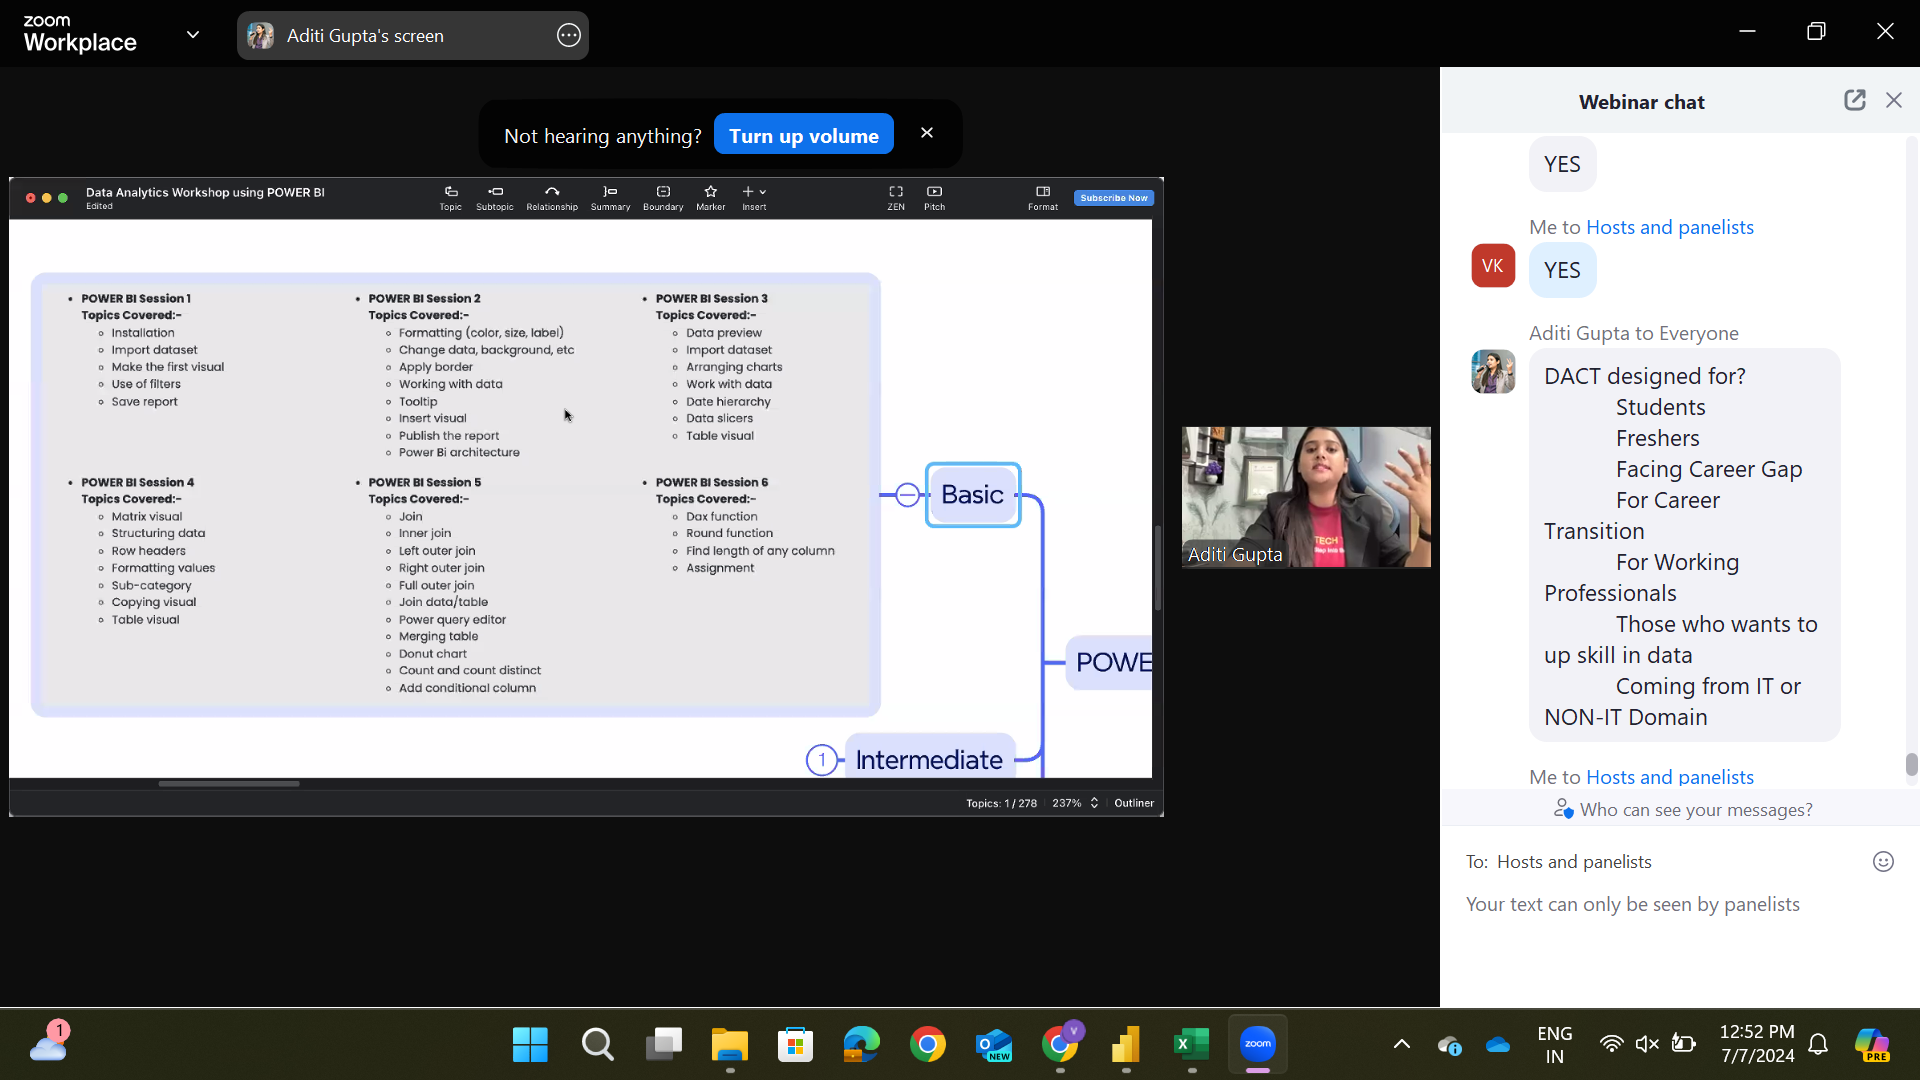 zoom
Workplace
Aditi Gupta's screen
Not hearing anything?
Turn up volume
Data Analytics Workshop using POWER BI
Edited
Topic
Subtopic
Relationship
Summary
Boundary
Marker
Insert
ZEN
Pitch
Format
Subscribe Now
POWER BI Session 1
Topics Covered:-
Installation
Import dataset
Make the first visual
Use of filters
Save report
POWER BI Session 2
Topics Covered:-
Formatting (color, size, label)
Change data, background, etc
Apply border
Working with data
Tooltip
Insert visual
Publish the report
Power Bi architecture
POWER BI Session 3
Topics Covered:-
Data preview
Import dataset
Arranging charts
Work with data
Date hierarchy
Data slicers
Table visual
POWER BI Session 4
Topics Covered:-
Matrix visual
Structuring data
Row headers
Formatting values
Sub-category
Copying visual
Table visual
POWER BI Session 5
Topics Covered:-
Join
Inner join
Left outer join
Right outer join
Full outer join
Join data/table
Power query editor
Merging table
Donut chart
Count and count distinct
Add conditional column
POWER BI Session 6
Topics Covered:-
Dax function
Round function
Find length of any column
Assignment
Basic
POWE
1
Intermediate
Topics: 1 / 278
237%
Outliner
TECH
Aditi Gupta
Webinar chat
YES
Me to Hosts and panelists
VK
YES
Aditi Gupta to Everyone
DACT designed for?
Students
Freshers
Facing Career Gap
For Career
Transition
For Working
Professionals
Those who wants to
up skill in data
Coming from IT or
NON-IT Domain
Me to Hosts and panelists
Who can see your messages?
To: Hosts and panelists
Your text can only be seen by panelists
1
NEW
V
zoom
ENG
IN
12:52 PM
7/7/2024
PRE